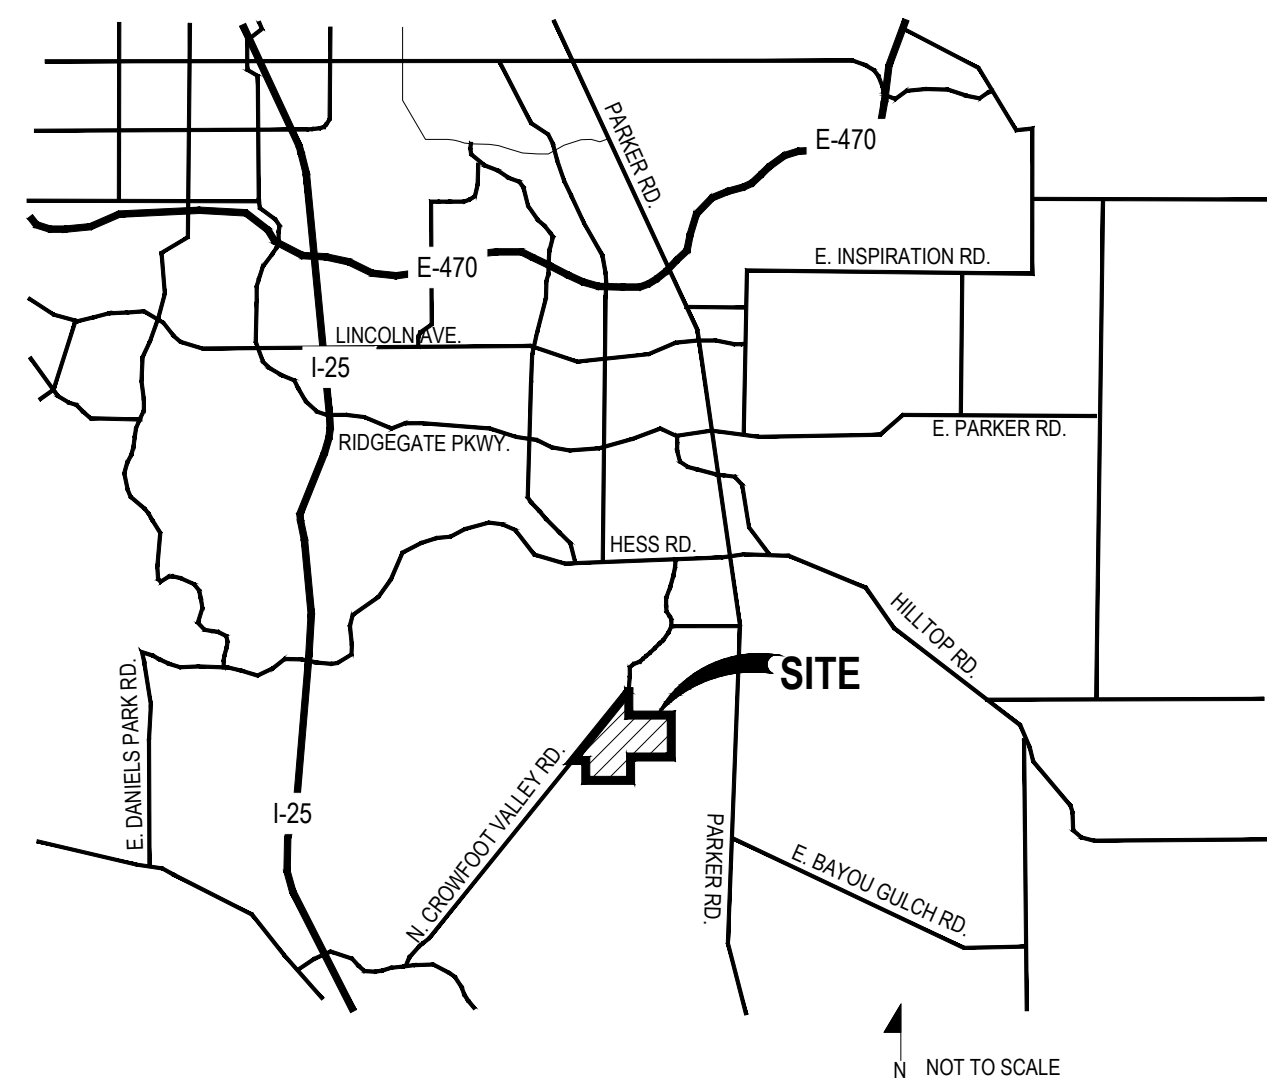 PARKER RD.
E-470
E. INSPIRATION RD.
E-470
LINCOLN AVE.
I-25
E. PARKER RD.
RIDGEGATE PKWY.
HESS RD.
HILLTOP RD.
SITE
E. DANIELS PARK RD.
N. CROWFOOT VALLEY RD.
I-25
PARKER RD.
E. BAYOU GULCH RD.
N
NOT TO SCALE